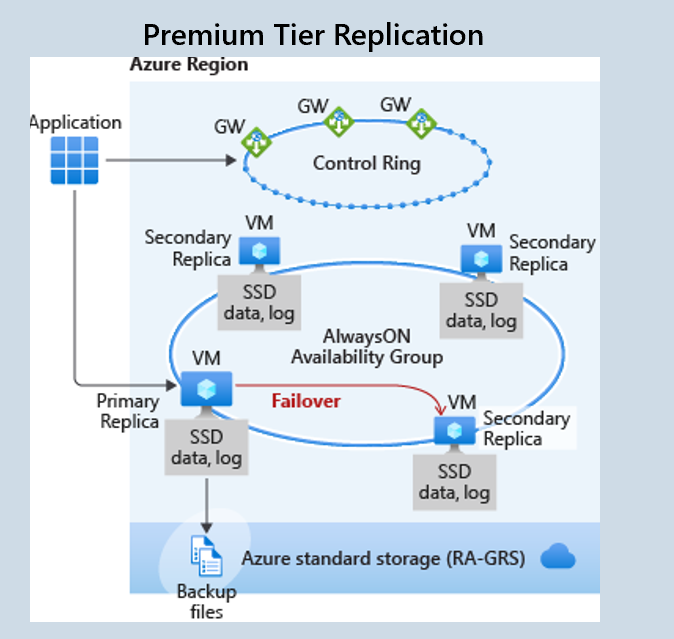 Premium Tier Replication
Azure Region
Application
GW
GW
GW
Control Ring
VM
Secondary
Replica
SSD
data, log
VM
Secondary
Replica
SSD
data, log
AlwaysON
Availability Group
VM
Primary
Replica
SSD
data, log
Failover
VM
Secondary
Replica
SSD
data, log
Azure standard storage (RA-GRS)
Backup
files